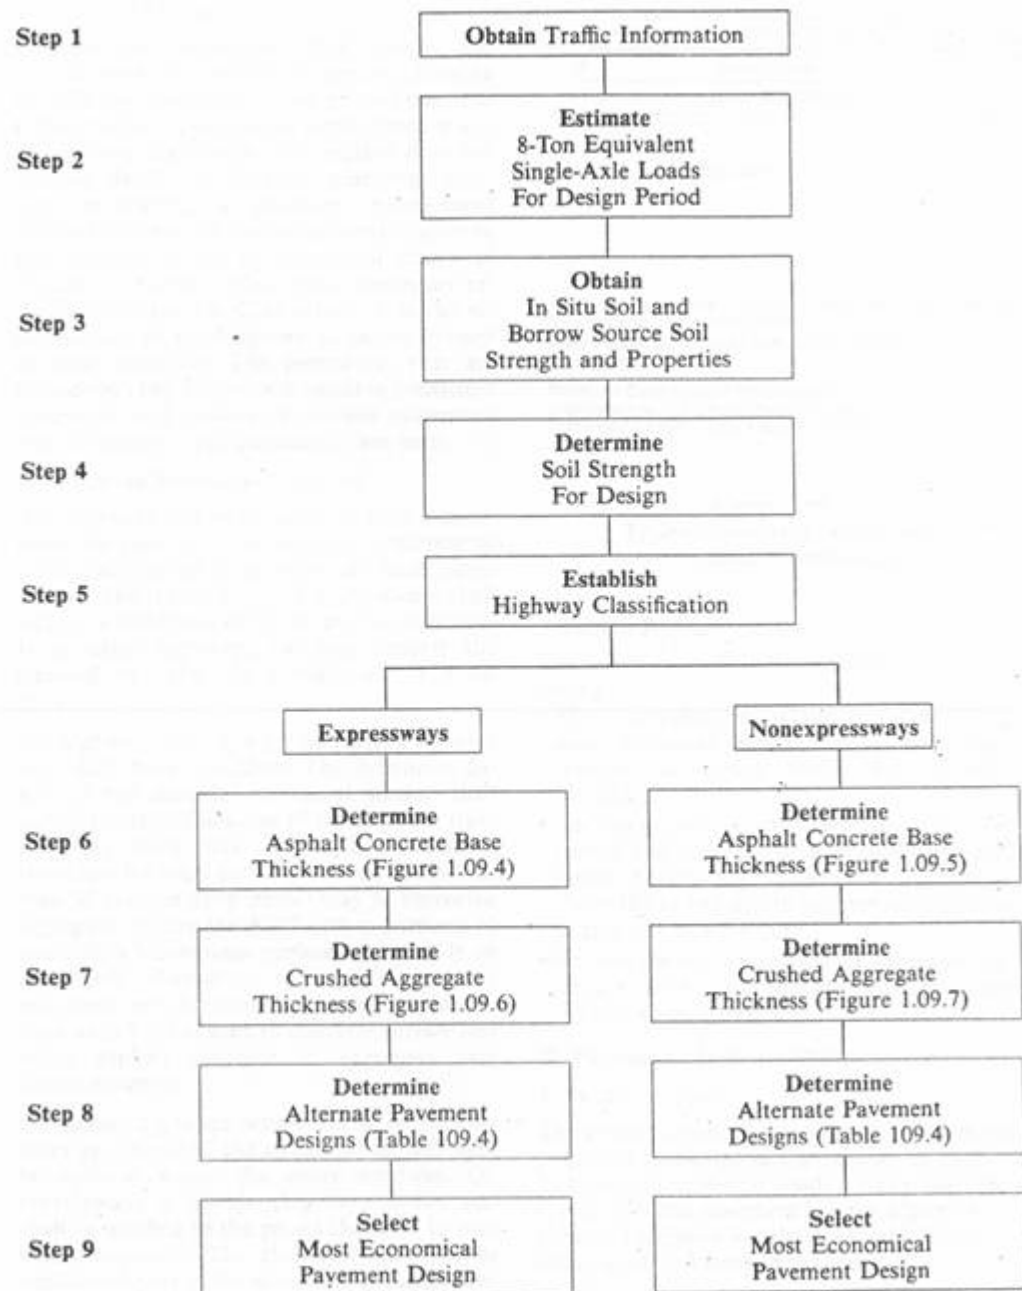 Step 1
Obtain Traffic Information
Step 2
Estimate
8-Ton Equivalent
Single-Axle Loads
For Design Period
Step 3
Obtain
In Situ Soil and
Borrow Source Soil
Strength and Properties
Step 4
Determine
Soil Strength
For Design
Step 5
Establish
Highway Classification
Expressways
Nonexpressways
Step 6
Determine
Asphalt Concrete Base
Thickness (Figure 1.09.4)
Determine
Asphalt Concrete Base
Thickness (Figure 1.09.5)
Step 7
Determine
Crushed Aggregate
Thickness (Figure 1.09.6)
Determine
Crushed Aggregate
Thickness (Figure 1.09.7)
Step 8
Determine
Alternate Pavement
Designs (Table 109.4)
Determine
Alternate Pavement
Designs (Table 109.4)
Step 9
Select
Most Economical
Pavement Design
Select
Most Economical
Pavement Design